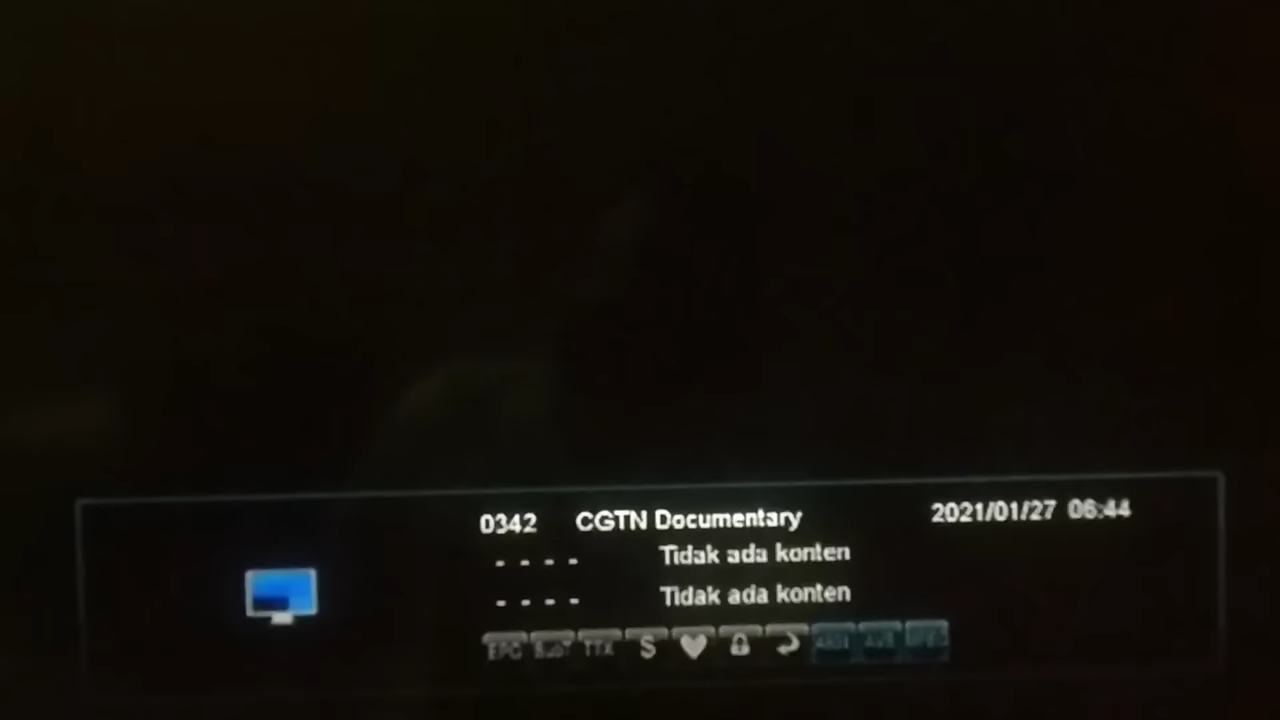 0342 CGTN Documentary 2021/01/27 06:44
- - - - Tidak ada konten
- - - - Tidak ada konten
EPG TTX S